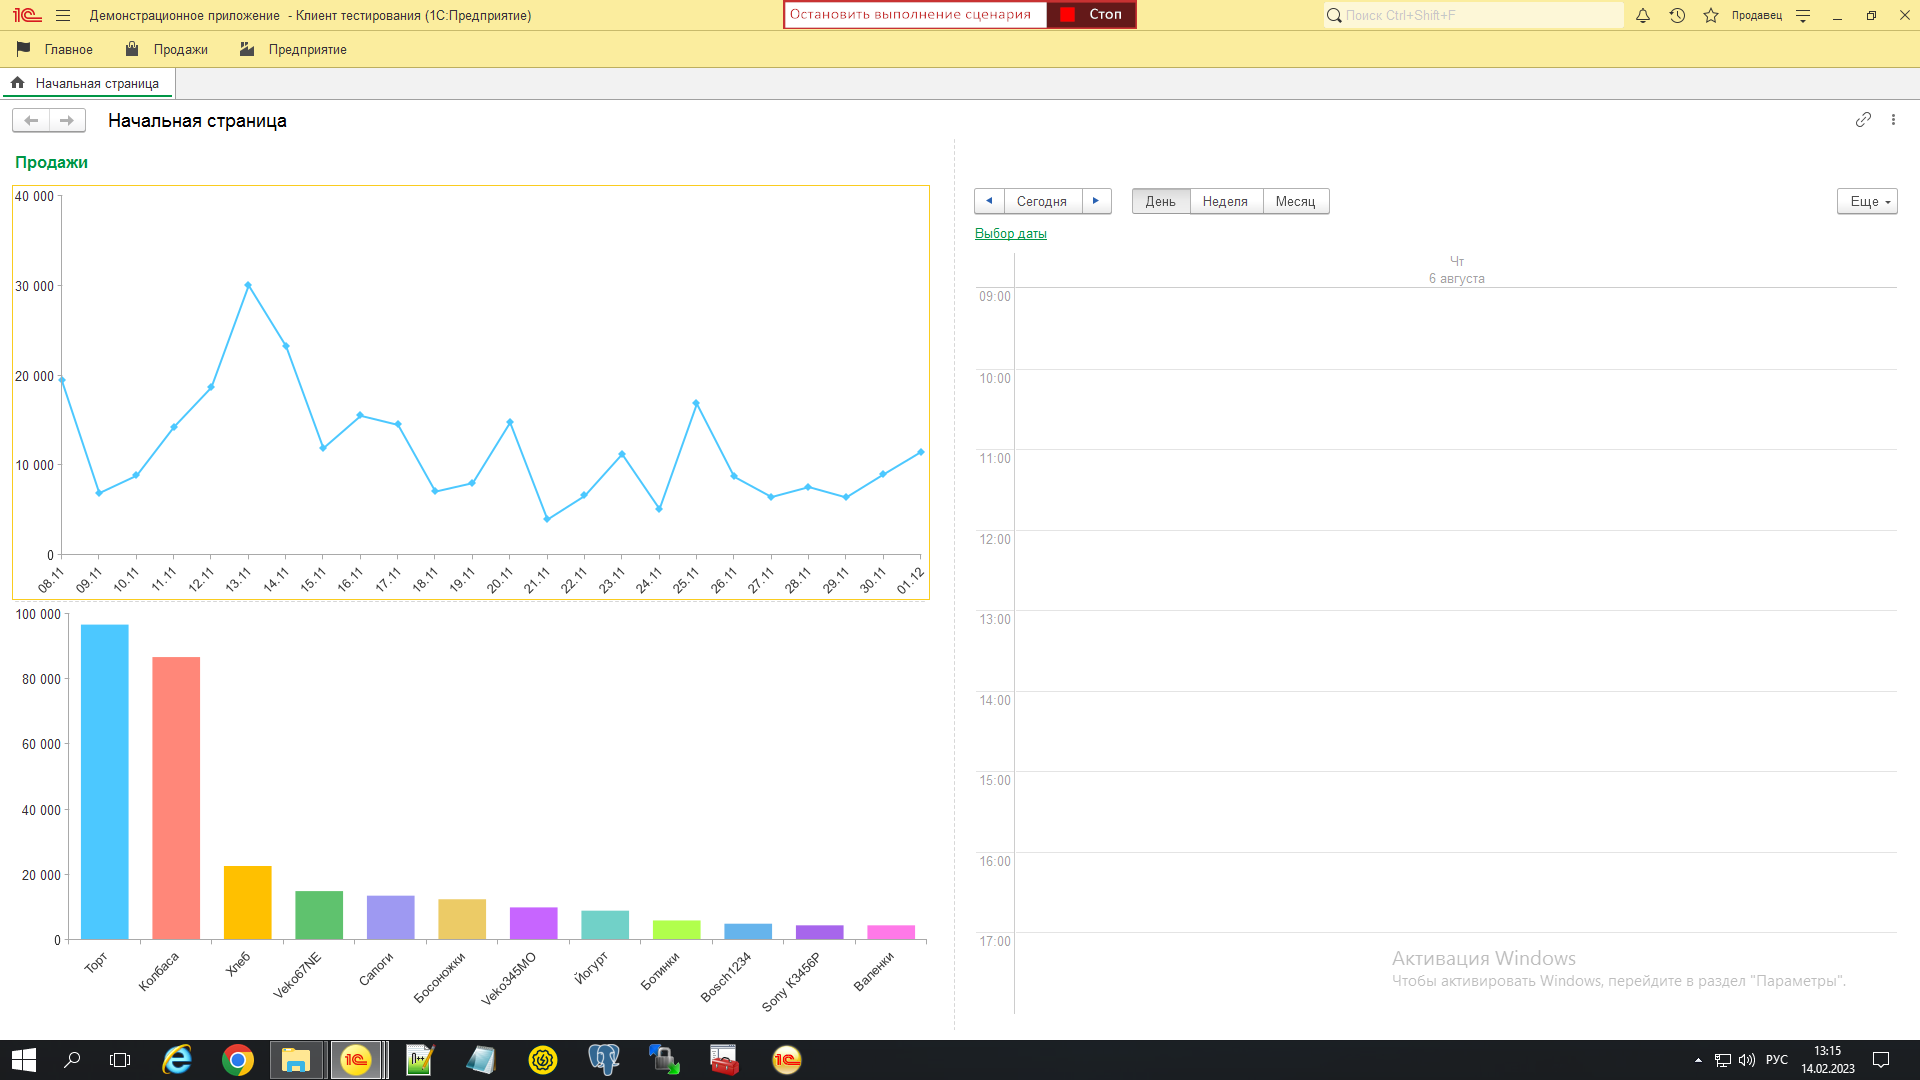 1С Демонстрационное приложение - Клиент тестирования (1С:Предприятие)
Остановить выполнение сценария Стоп
Поиск Ctrl+Shift+F
Продавец
Главное Продажи Предприятие
Начальная страница
Начальная страница
Продажи
40 000
30 000
20 000
10 000
0
08.11 09.11 10.11 11.11 12.11 13.11 14.11 15.11 16.11 17.11 18.11 19.11 20.11 21.11 22.11 23.11 24.11 25.11 26.11 27.11 28.11 29.11 30.11 01.12
100 000
80 000
60 000
40 000
20 000
0
Торт Колбаса Хлеб Veko67NE Сапоги Босоножки Veko345MO Йогурт Ботинки Bosch1234 Sony K3456P Валенки
Сегодня День Неделя Месяц Еще
Выбор даты
Чт
6 августа
09:00
10:00
11:00
12:00
13:00
14:00
15:00
16:00
17:00
Активация Windows
Чтобы активировать Windows, перейдите в раздел "Параметры".
РУС
13:15
14.02.2023